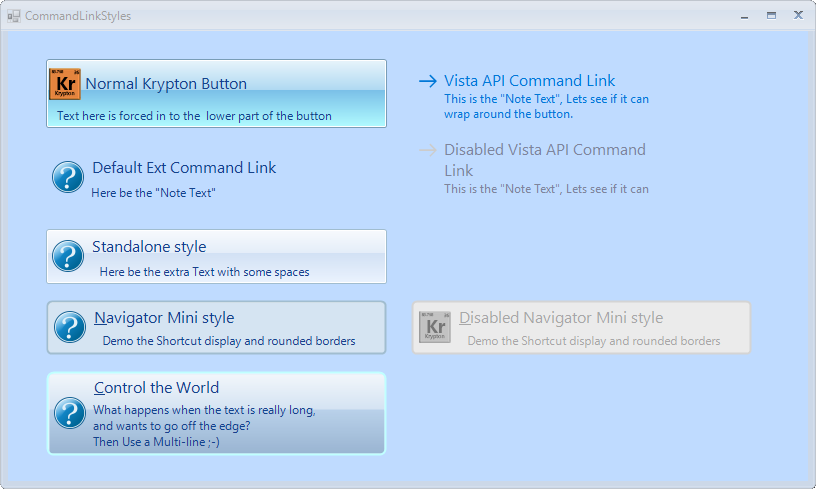 CommandLinkStyles
Kr
Krypton
Normal Krypton Button
Text here is forced in to the  lower part of the button
Default Ext Command Link
Here be the "Note Text"
Standalone style
Here be the extra Text with some spaces
Navigator Mini style
Demo the Shortcut display and rounded borders
Control the World
What happens when the text is really long,
and wants to go off the edge?
Then Use a Multi-line ;-)
Vista API Command Link
This is the "Note Text", Lets see if it can
wrap around the button.
Disabled Vista API Command
Link
This is the "Note Text", Lets see if it can
Kr
Krypton
Disabled Navigator Mini style
Demo the Shortcut display and rounded borders